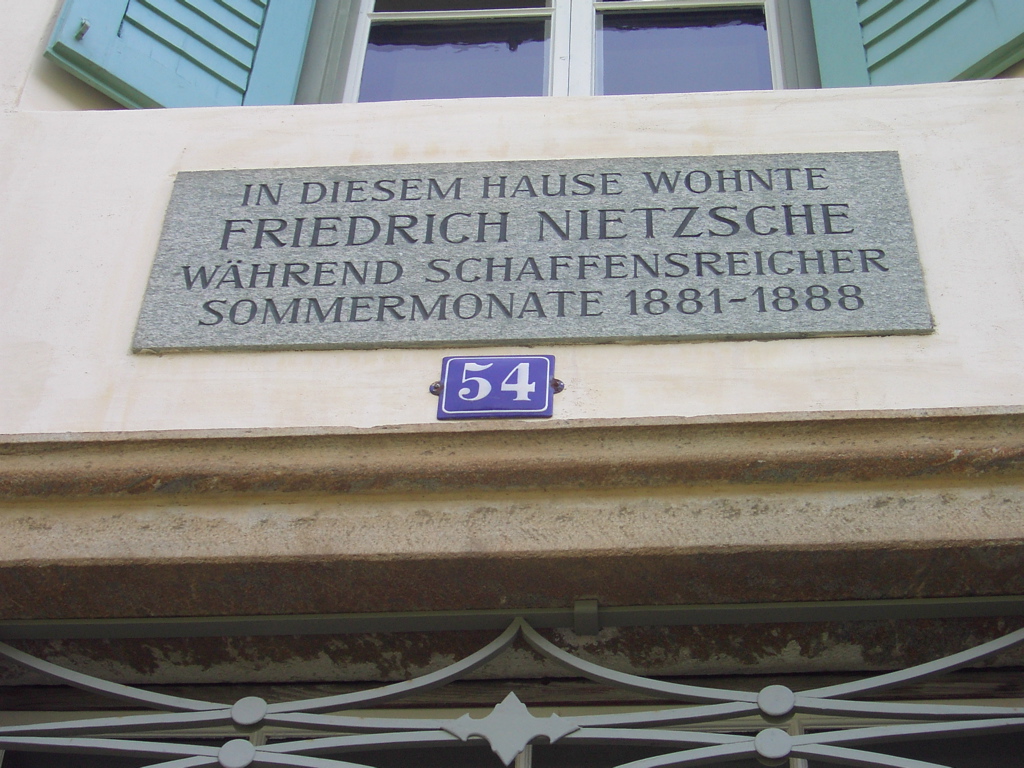 IN DIESEM HAUSE WOHNTE
FRIEDRICH NIETZSCHE
WÄHREND SCHAFFENSREICHER
SOMMERMONATE 1881-1888
54